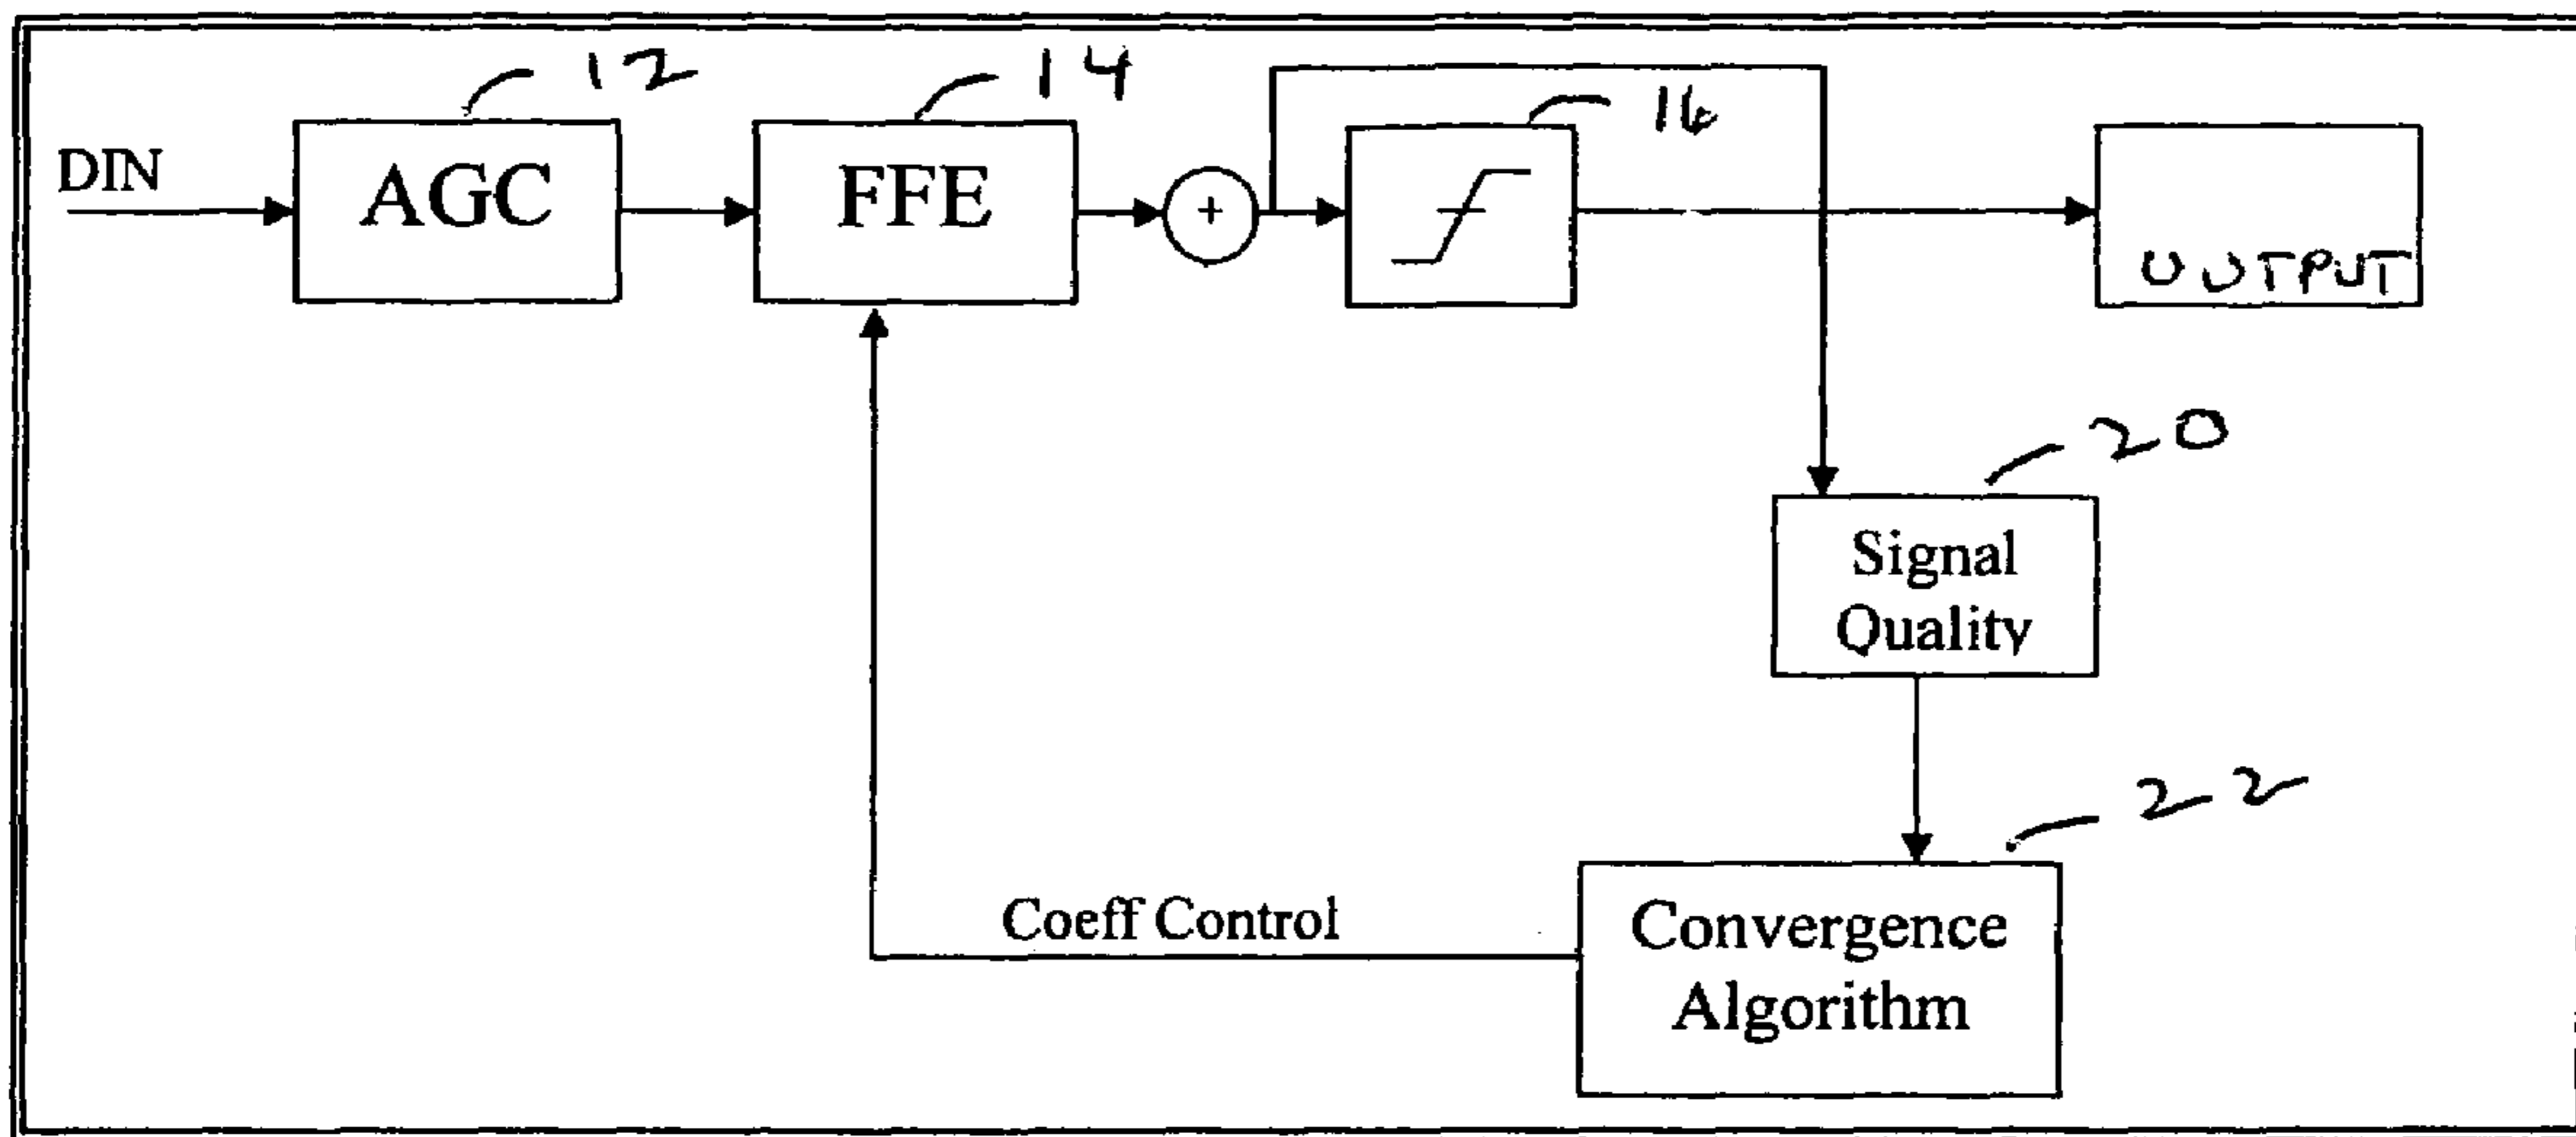 12
14
16
DIN
AGC
FFE
+
OUTPUT
20
Signal
Quality
22
Coeff Control
Convergence
Algorithm